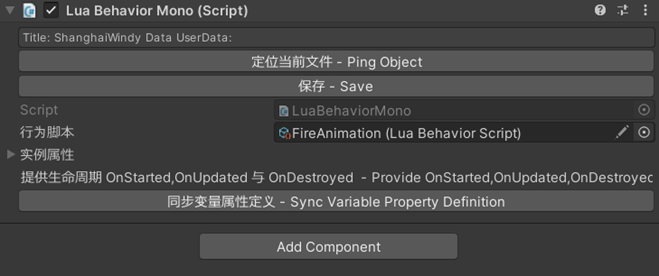 Lua Behavior Mono (Script)
Title: ShanghaiWindy Data UserData:
定位当前文件 - Ping Object
保存 - Save
Script LuaBehaviorMono
行为脚本 FireAnimation (Lua Behavior Script)
实例属性
提供生命周期 OnStarted,OnUpdated 与 OnDestroyed - Provide OnStarted,OnUpdated,OnDestroyed
同步变量属性定义 - Sync Variable Property Definition
Add Component